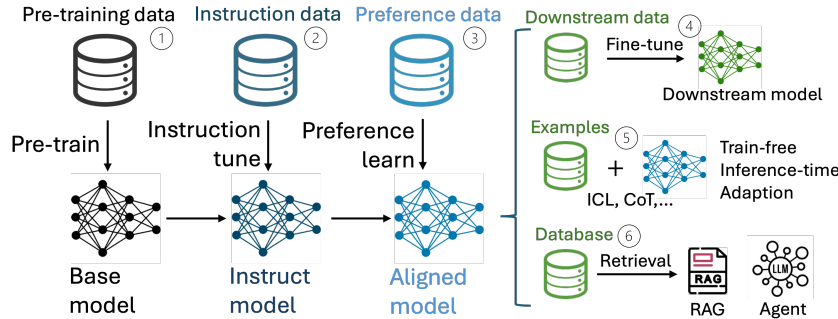 Pre-training data
1
Instruction data
2
Preference data
3
Pre-train
Instruction
tune
Preference
learn
Base
model
Instruct
model
Aligned
model
Downstream data
4
Fine-tune
Downstream model
Examples
5
+
ICL, CoT,...
Train-free
Inference-time
Adaption
Database
6
Retrieval
RAG
RAG
LLM
Agent